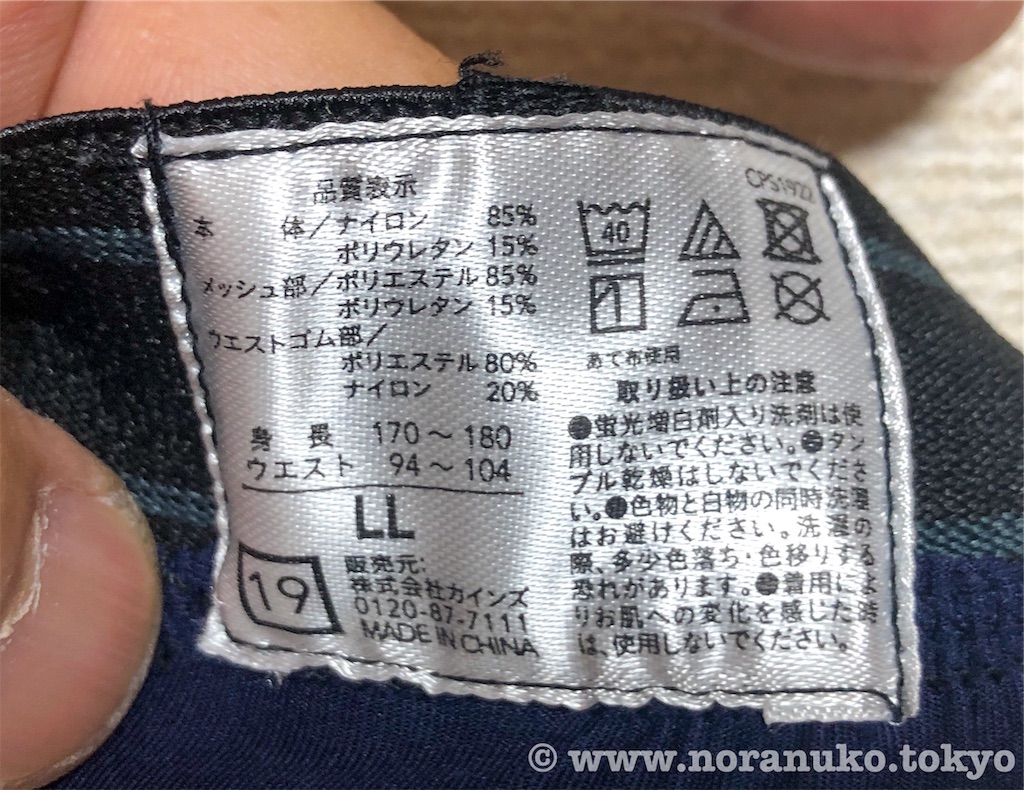 品質表示
本 体/ナイロン 85%
ポリウレタン 15%
メッシュ部/ポリエステル 85%
ポリウレタン 15%
ウエストゴム部/
ポリエステル 80%
ナイロン 20%
身長 170~180
ウエスト 94~104
LL
19
販売元:
株式会社カインズ
0120-87-7111
MADE IN CHINA
CPS1922
40
あて布使用
取り扱い上の注意
●蛍光増白剤入り洗剤は使
用しないでください。●タン
ブル乾燥はしないでくださ
い。●色物と白物の同時洗濯
はお避けください。洗濯の
際、多少色落ち・色移りする
恐れがあります。●着用によ
りお肌への変化を感じた時
は、使用しないでください。
© www.noranuko.tokyo